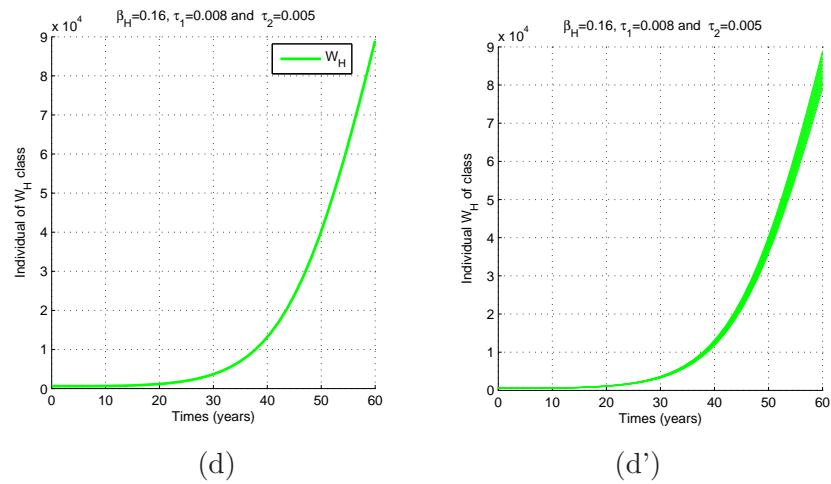 β_H=0.16, τ_1=0.008 and τ_2=0.005
x 10^4
9
8
7
6
5
4
3
2
1
0
Individual of W_H class
W_H
0 10 20 30 40 50 60
Times (years)
(d)
β_H=0.16, τ_1=0.008 and τ_2=0.005
x 10^4
9
8
7
6
5
4
3
2
1
0
Individual W_H of class
0 10 20 30 40 50 60
Times (years)
(d')